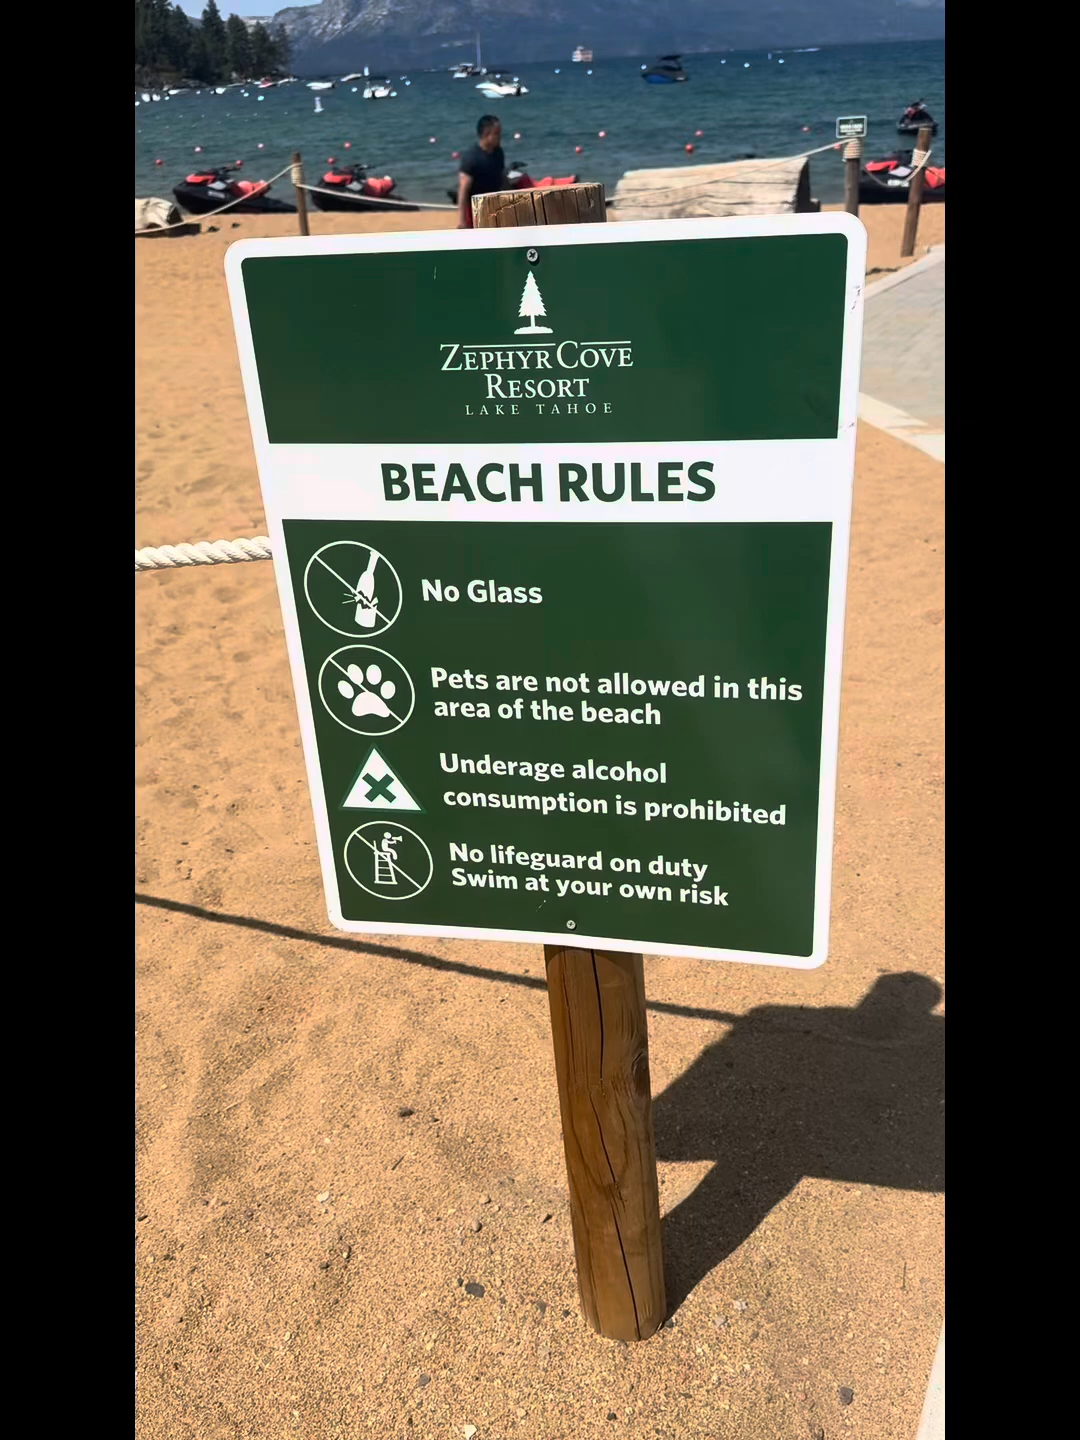 ZEPHYR COVE
RESORT
LAKE TAHOE
BEACH RULES
No Glass
Pets are not allowed in this
area of the beach
Underage alcohol
consumption is prohibited
No lifeguard on duty
Swim at your own risk